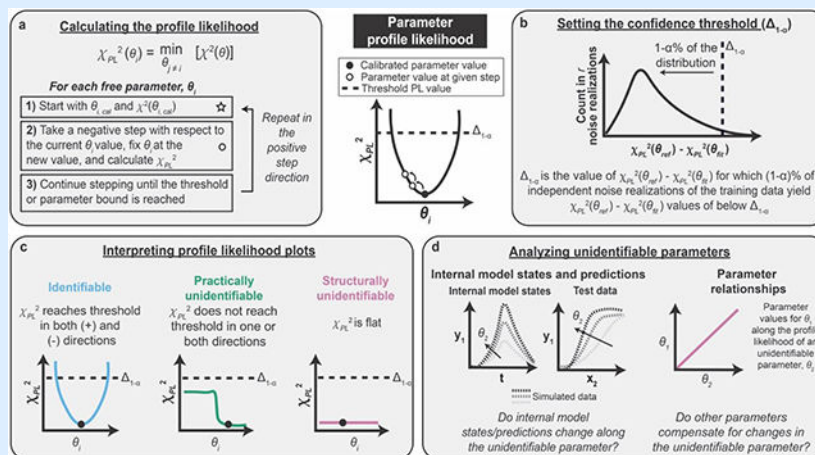 a Calculating the profile likelihood
χPL²(θi) = min [χ²(θ)]
θj≠i
For each free parameter, θi
1) Start with θi, cal and χ²(θi, cal)
2) Take a negative step with respect to
the current θi value, fix θi at the
new value, and calculate χPL²
3) Continue stepping until the threshold
or parameter bound is reached
Repeat in
the positive
step
direction
Parameter
profile likelihood
Calibrated parameter value
Parameter value at given step
Threshold PL value
Δ1-α
χPL²
θi
b Setting the confidence threshold (Δ1-α)
Δ1-α
1-α% of the
distribution
Count in r
noise realizations
χPL²(θref) - χPL²(θfit)
Δ1-α is the value of χPL²(θref) - χPL²(θfit) for which (1-α)% of
independent noise realizations of the training data yield
χPL²(θref) - χPL²(θfit) values of below Δ1-α
c Interpreting profile likelihood plots
Identifiable
χPL² reaches threshold
in both (+) and
(-) directions
Δ1-α
χPL²
θi
Practically
unidentifiable
χPL² does not reach
threshold in one or
both directions
Δ1-α
χPL²
θi
Structurally
unidentifiable
χPL² is flat
Δ1-α
χPL²
θi
d Analyzing unidentifiable parameters
Internal model states and predictions
Internal model states
y1
θ2
t
Test data
y1
θ2
x2
Simulated data
Do internal model
states/predictions change along
the unidentifiable parameter?
Parameter
relationships
θ1
θ2
Parameter
values for θ1
along the profile
likelihood of an
unidentifiable
parameter, θ2
Do other parameters
compensate for changes in
the unidentifiable parameter?